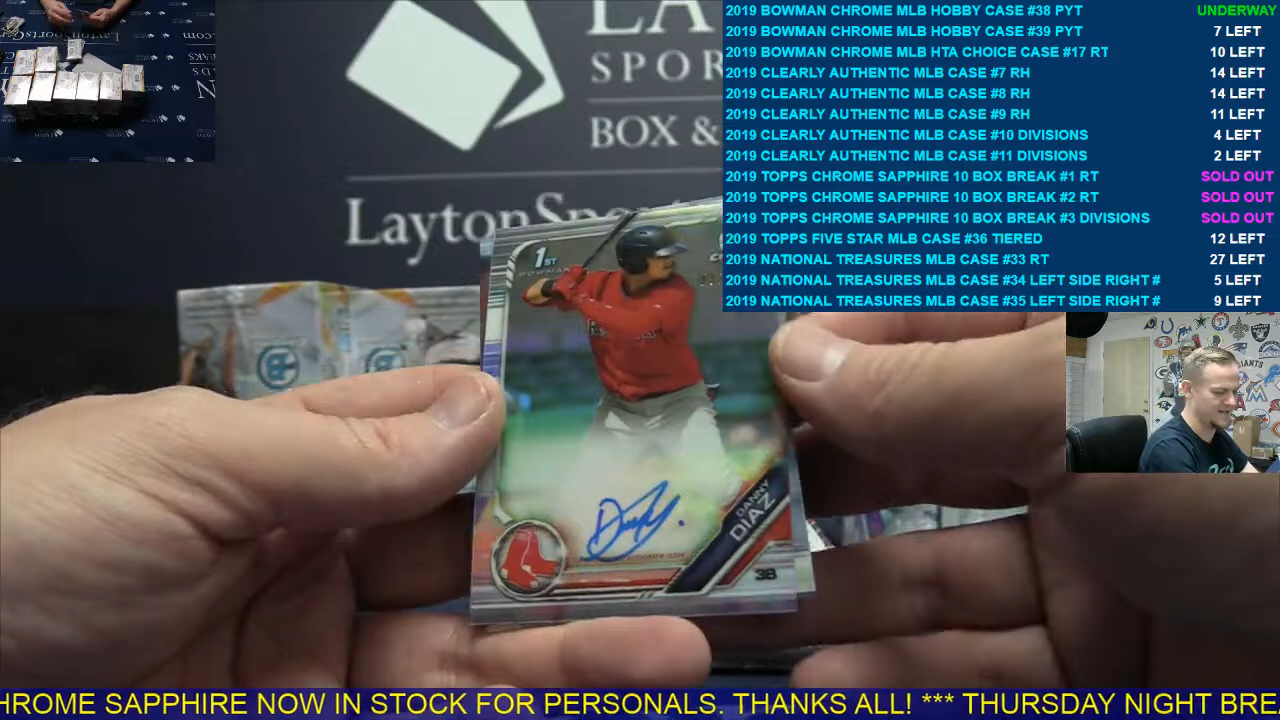 2019 BOWMAN CHROME MLB HOBBY CASE #38 PYT UNDERWAY
2019 BOWMAN CHROME MLB HOBBY CASE #39 PYT 7 LEFT
2019 BOWMAN CHROME MLB HTA CHOICE CASE #17 RT 10 LEFT
2019 CLEARLY AUTHENTIC MLB CASE #7 RH 14 LEFT
2019 CLEARLY AUTHENTIC MLB CASE #8 RH 14 LEFT
2019 CLEARLY AUTHENTIC MLB CASE #9 RH 11 LEFT
2019 CLEARLY AUTHENTIC MLB CASE #10 DIVISIONS 4 LEFT
2019 CLEARLY AUTHENTIC MLB CASE #11 DIVISIONS 2 LEFT
2019 TOPPS CHROME SAPPHIRE 10 BOX BREAK #1 RT SOLD OUT
2019 TOPPS CHROME SAPPHIRE 10 BOX BREAK #2 RT SOLD OUT
2019 TOPPS CHROME SAPPHIRE 10 BOX BREAK #3 DIVISIONS SOLD OUT
2019 TOPPS FIVE STAR MLB CASE #36 TIERED 12 LEFT
2019 NATIONAL TREASURES MLB CASE #33 RT 27 LEFT
2019 NATIONAL TREASURES MLB CASE #34 LEFT SIDE RIGHT # 5 LEFT
2019 NATIONAL TREASURES MLB CASE #35 LEFT SIDE RIGHT # 9 LEFT
LA
SPOR
BOX &
LaytonSpor
1ST
BOWMAN
DANNY
DIAZ
3B
HROME SAPPHIRE NOW IN STOCK FOR PERSONALS. THANKS ALL! *** THURSDAY NIGHT BREA